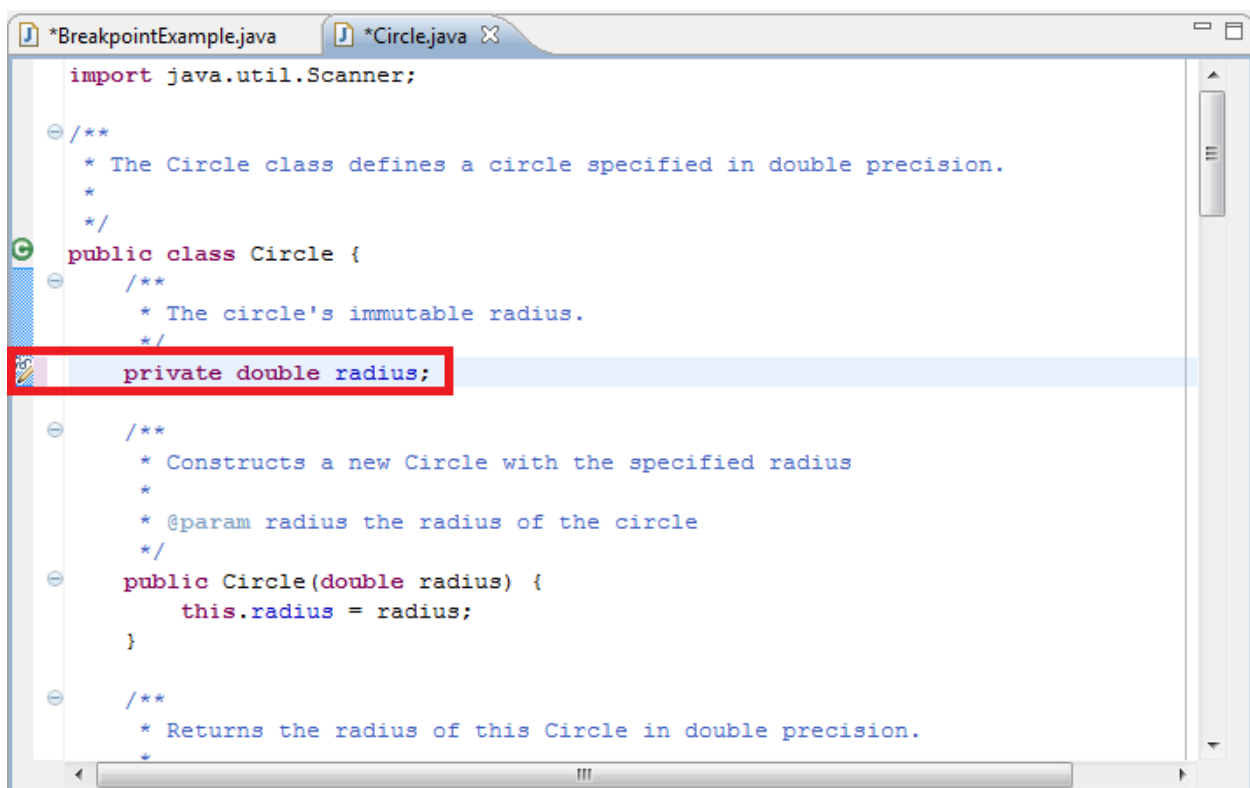 *BreakpointExample.java *Circle.java
import java.util.Scanner;
/**
* The Circle class defines a circle specified in double precision.
*
*/
public class Circle {
/**
* The circle's immutable radius.
*/
private double radius;
/**
* Constructs a new Circle with the specified radius
*
* @param radius the radius of the circle
*/
public Circle(double radius) {
this.radius = radius;
}
/**
* Returns the radius of this Circle in double precision.
*